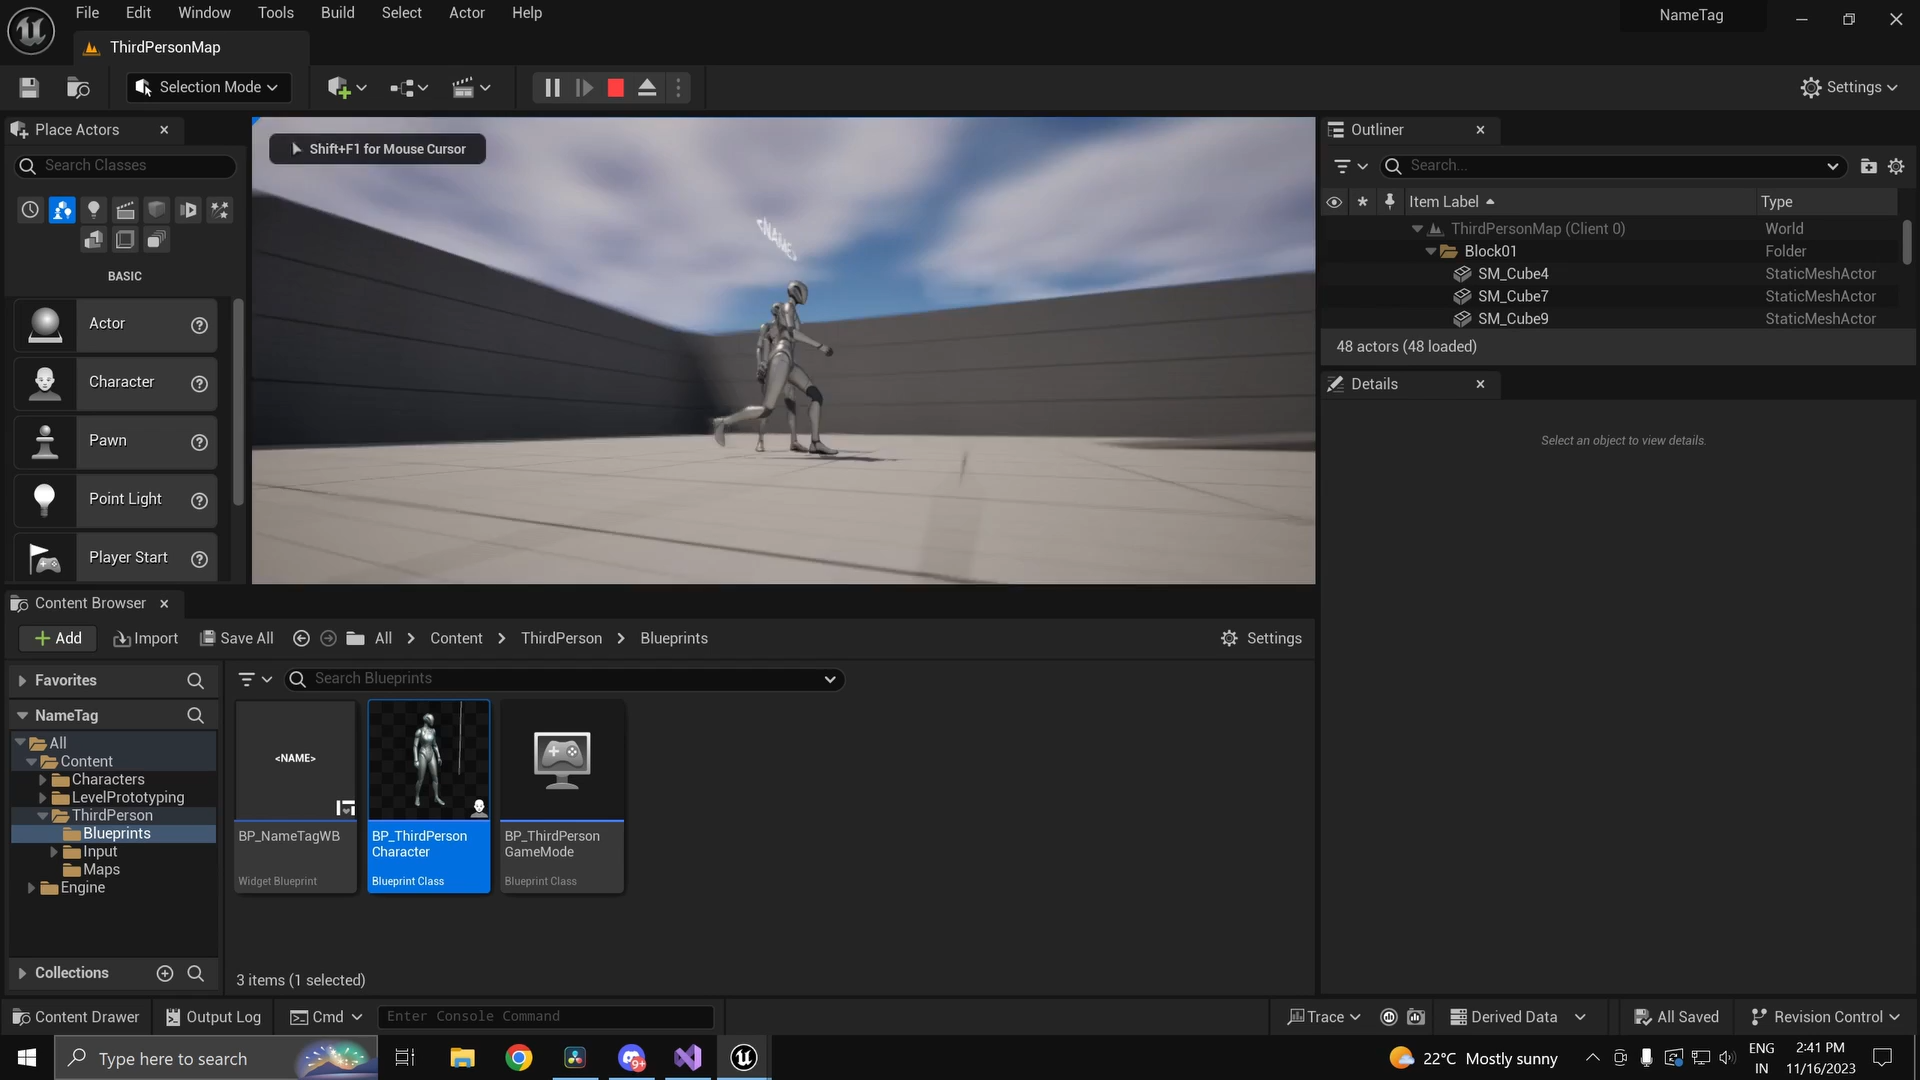 File Edit Window Tools Build Select Actor Help
NameTag
ThirdPersonMap
Selection Mode
Settings
Place Actors
Search Classes
BASIC
Actor
Character
Pawn
Point Light
Player Start
Shift+F1 for Mouse Cursor
<NAME>
Outliner
Search...
Item Label Type
ThirdPersonMap (Client 0) World
Block01 Folder
SM_Cube4 StaticMeshActor
SM_Cube7 StaticMeshActor
SM_Cube9 StaticMeshActor
48 actors (48 loaded)
Details
Select an object to view details.
Content Browser
Add Import Save All All Content ThirdPerson Blueprints Settings
Favorites
NameTag
All
Content
Characters
LevelPrototyping
ThirdPerson
Blueprints
Input
Maps
Engine
Collections
Search Blueprints
<NAME>
BP_NameTagWB
Widget Blueprint
BP_ThirdPerson
Character
Blueprint Class
BP_ThirdPerson
GameMode
Blueprint Class
3 items (1 selected)
Content Drawer Output Log Cmd Enter Console Command Trace Derived Data All Saved Revision Control
Type here to search
9+
22°C Mostly sunny
ENG
IN
2:41 PM
11/16/2023